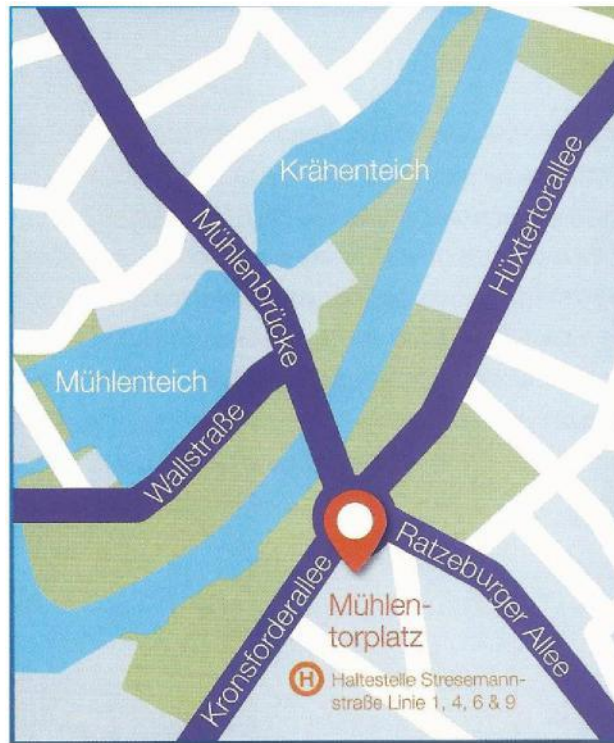 Krähenteich
Hüxtertorallee
Mühlenbrücke
Mühlenteich
Wallstraße
Ratzeburger Allee
Kronsforderallee
Mühlen-
torplatz
H Haltestelle Stresemann-
straße Linie 1, 4, 6 & 9